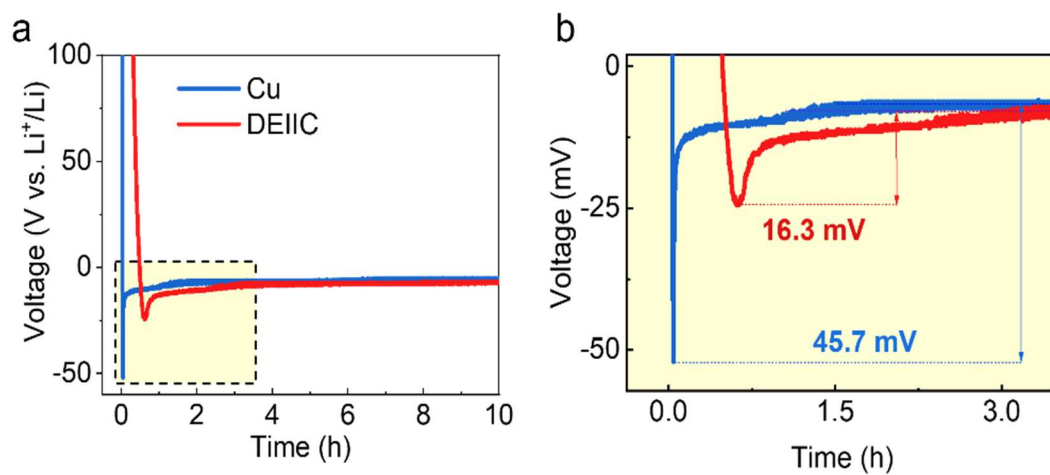 a
100
50
0
-50
Voltage (V vs. Li⁺/Li)
Cu
DEIIC
0 2 4 6 8 10
Time (h)
b
0
-25
-50
Voltage (mV)
16.3 mV
45.7 mV
0.0 1.5 3.0
Time (h)